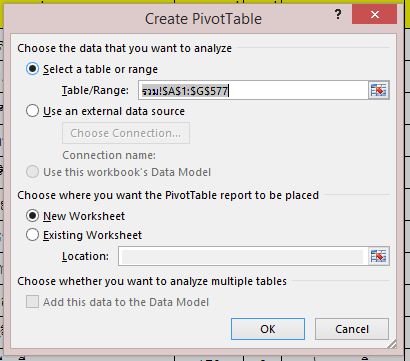 Create PivotTable
?
Choose the data that you want to analyze
Select a table or range
Table/Range: รวม!$A$1:$G$577
Use an external data source
Choose Connection...
Connection name:
Use this workbook's Data Model
Choose where you want the PivotTable report to be placed
New Worksheet
Existing Worksheet
Location:
Choose whether you want to analyze multiple tables
Add this data to the Data Model
OK Cancel